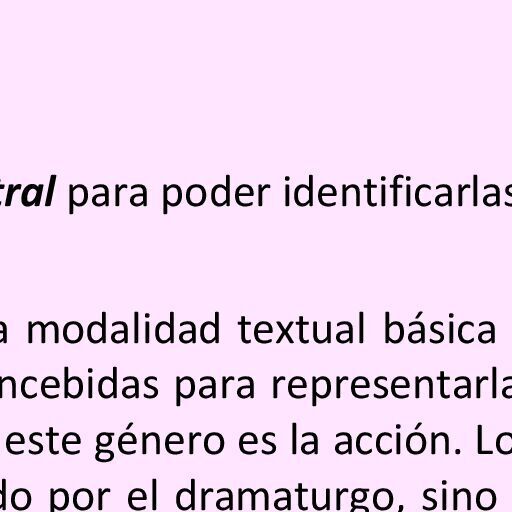 tral para poder identificarlas
a modalidad textual básica
ncebidas para representarla
este género es la acción. Lo
do por el dramaturgo, sino